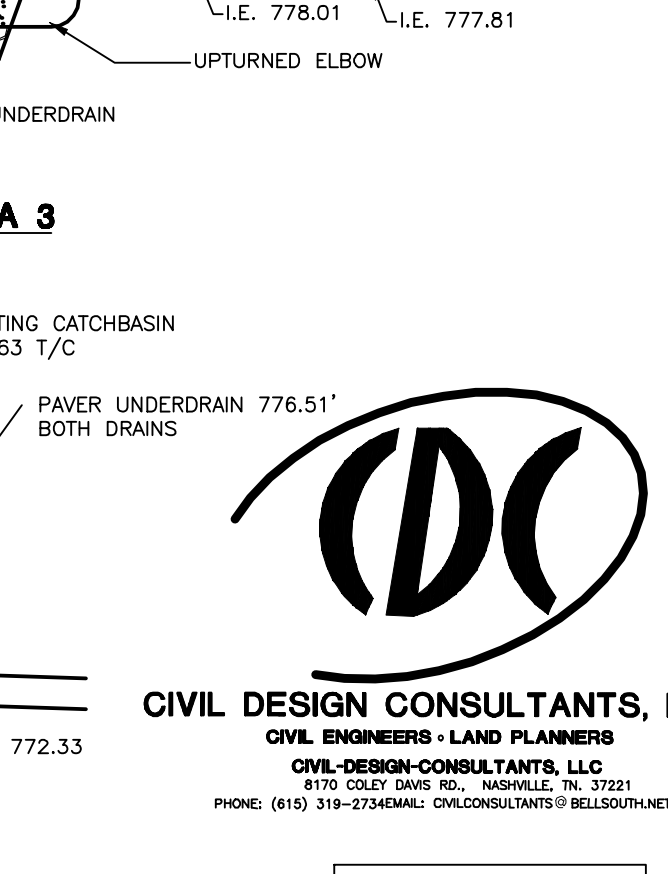 I.E. 778.01
I.E. 777.81
UPTURNED ELBOW
NDERDRAIN
A 3
TING CATCHBASIN
63 T/C
PAVER UNDERDRAIN 776.51'
BOTH DRAINS
CDC
772.33
CIVIL DESIGN CONSULTANTS,
CIVIL ENGINEERS ∘ LAND PLANNERS
CIVIL-DESIGN-CONSULTANTS, LLC
8170 COLEY DAVIS RD., NASHVILLE, TN. 37221
PHONE: (615) 319-2734EMAIL: CIVILCONSULTANTS@BELLSOUTH.NET